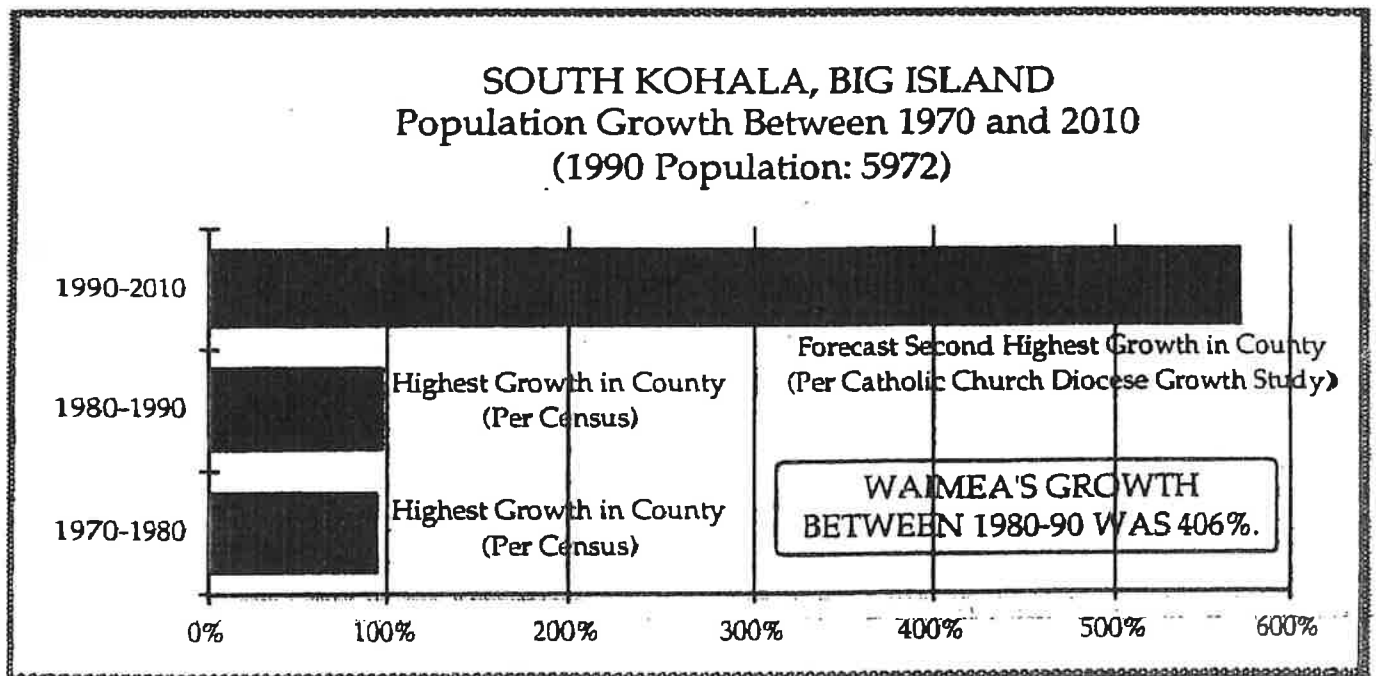 SOUTH KOHALA, BIG ISLAND
Population Growth Between 1970 and 2010
(1990 Population: 5972)
1990-2010
Forecast Second Highest Growth in County
(Per Catholic Church Diocese Growth Study)
1980-1990
Highest Growth in County
(Per Census)
1970-1980
Highest Growth in County
(Per Census)
WAIMEA'S GROWTH
BETWEEN 1980-90 WAS 406%.
0% 100% 200% 300% 400% 500% 600%